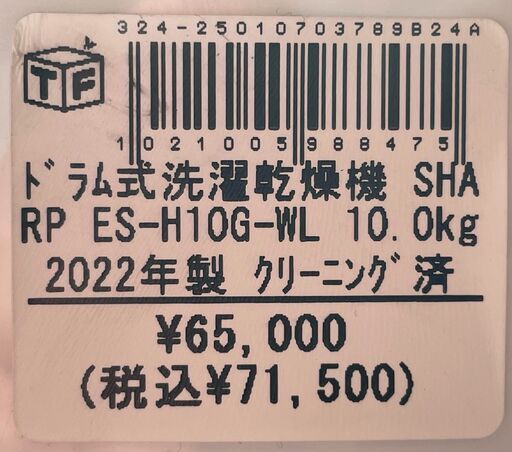 324-25010703789B24A
TF
1021005988475
ﾄﾞﾗﾑ式洗濯乾燥機 SHA
RP ES-H10G-WL 10.0kg
2022年製 ｸﾘｰﾆﾝｸﾞ済
¥65,000
(税込¥71,500)